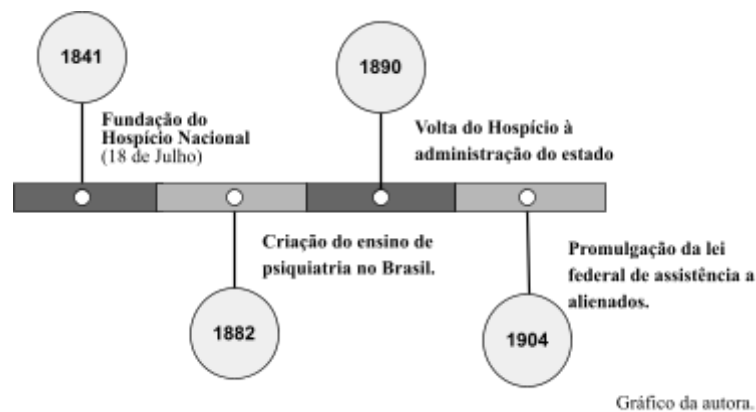 1841
Fundação do
Hospício Nacional
(18 de Julho)
1890
Volta do Hospício à
administração do estado
Criação do ensino de
psiquiatria no Brasil.
1882
Promulgação da lei
federal de assistência a
alienados.
1904
Gráfico da autora.